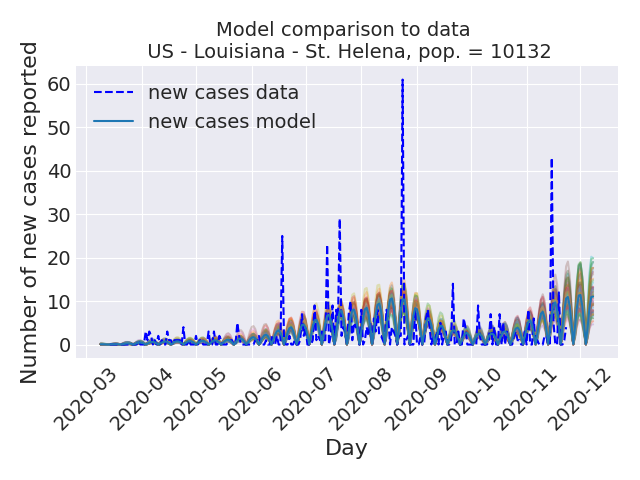 Model comparison to data
US - Louisiana - St. Helena, pop. = 10132
Number of new cases reported
60
50
40
30
20
10
0
new cases data
new cases model
2020-03
2020-04
2020-05
2020-06
2020-07
2020-08
2020-09
2020-10
2020-11
2020-12
Day